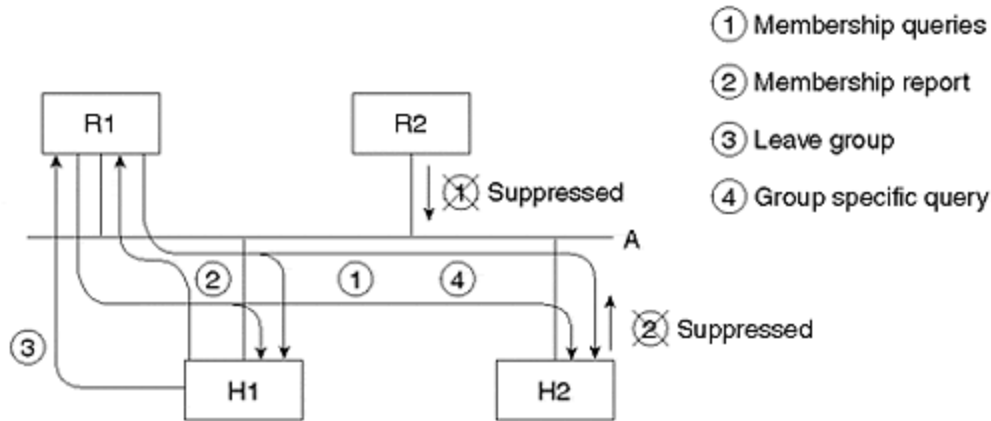 ① Membership queries
② Membership report
③ Leave group
④ Group specific query
R1
R2
① Suppressed
A
② ① ④
② Suppressed
③
H1
H2